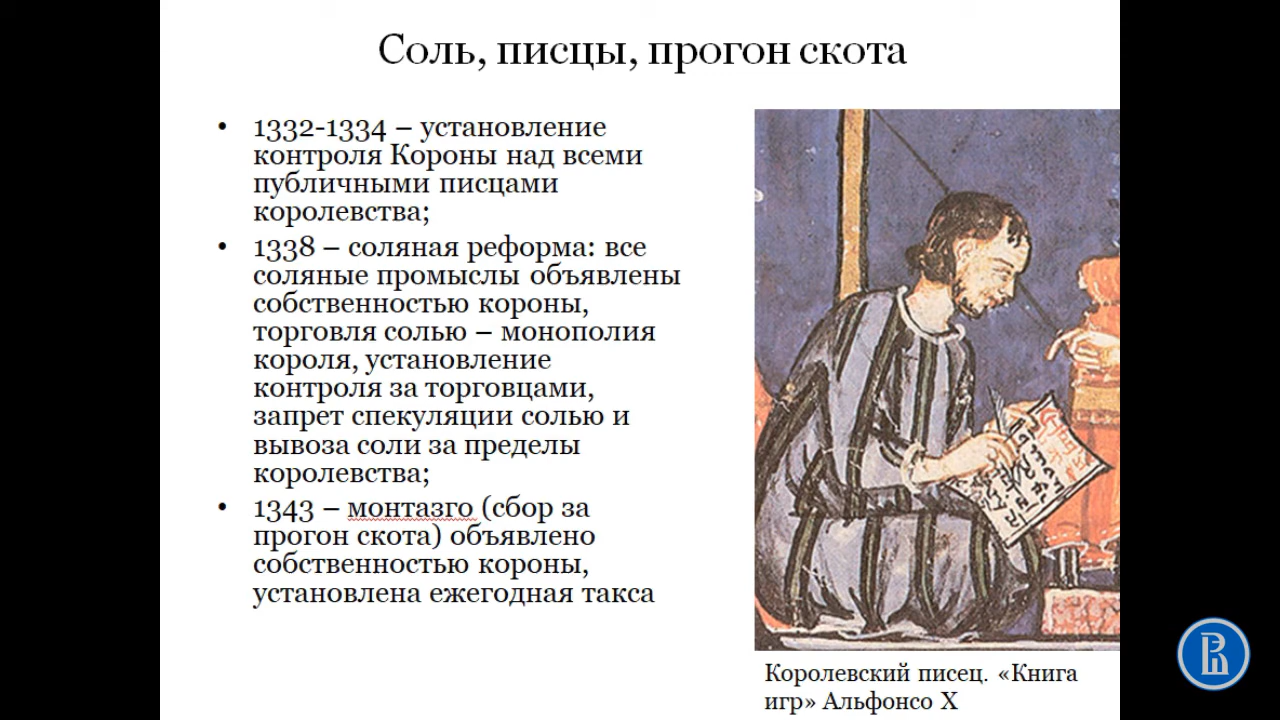 Соль, писцы, прогон скота
• 1332-1334 – установление
контроля Короны над всеми
публичными писцами
королевства;
• 1338 – соляная реформа: все
соляные промыслы объявлены
собственностью короны,
торговля солью – монополия
короля, установление
контроля за торговцами,
запрет спекуляции солью и
вывоза соли за пределы
королевства;
• 1343 – монтазго (сбор за
прогон скота) объявлено
собственностью короны,
установлена ежегодная такса
Королевский писец. «Книга
игр» Альфонсо X